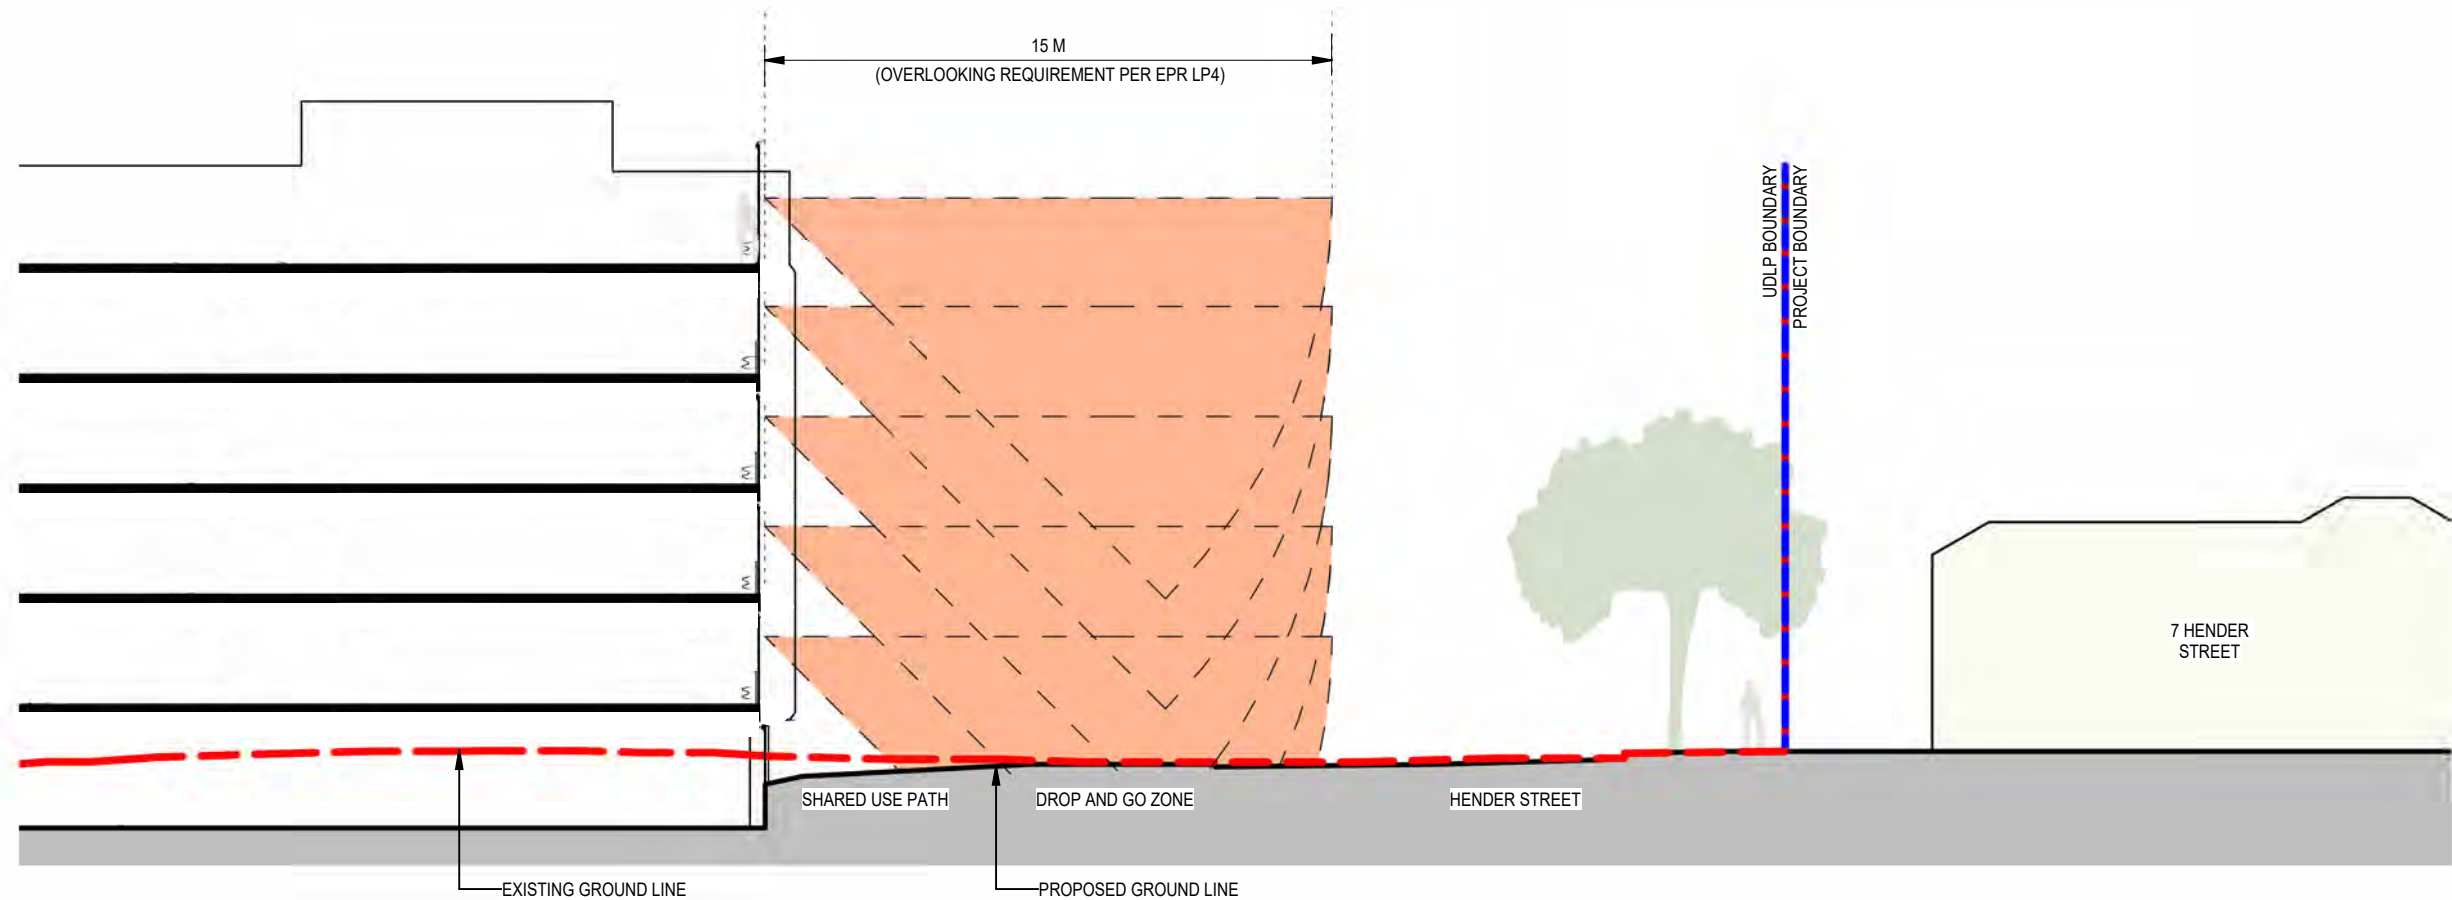 15 M
(OVERLOOKING REQUIREMENT PER EPR LP4)
UDLP BOUNDARY
PROJECT BOUNDARY
7 HENDER
STREET
SHARED USE PATH
DROP AND GO ZONE
HENDER STREET
EXISTING GROUND LINE
PROPOSED GROUND LINE